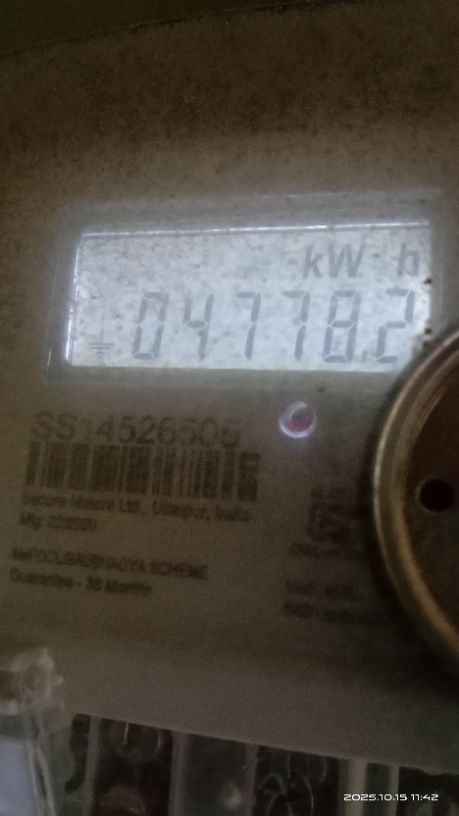 kW h
04778.2
SS14526505
Secure Meters Ltd., Udaipur, India
Mfg: 02/2020
SAUBHAGYA SCHEME
Guarantee - 36 Months
2025.10.15 11:42